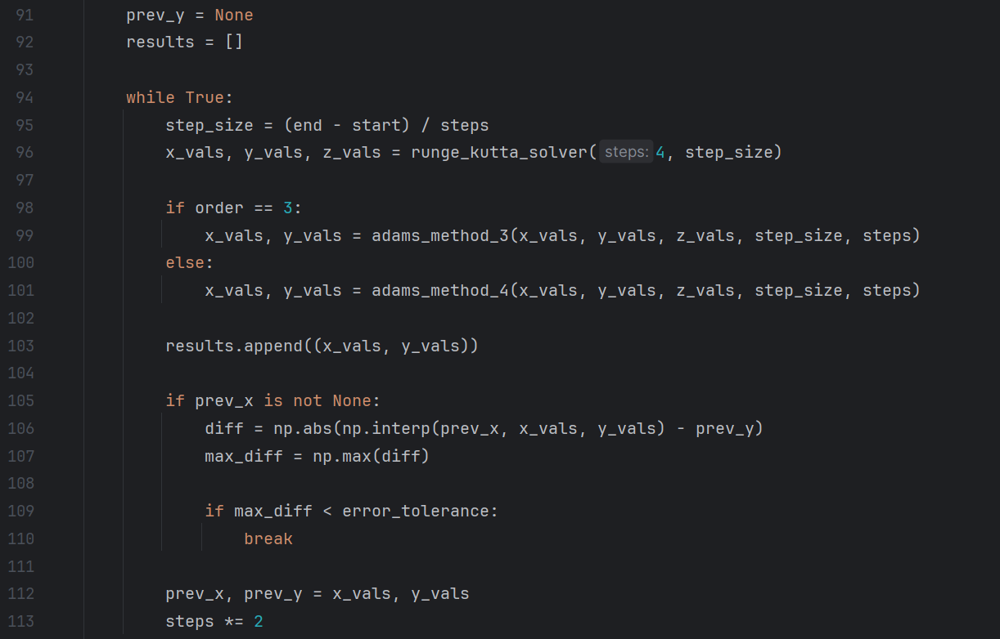 91 prev_y = None
92 results = []
93
94 while True:
95 step_size = (end - start) / steps
96 x_vals, y_vals, z_vals = runge_kutta_solver( steps: 4, step_size)
97
98 if order == 3:
99 x_vals, y_vals = adams_method_3(x_vals, y_vals, z_vals, step_size, steps)
100 else:
101 x_vals, y_vals = adams_method_4(x_vals, y_vals, z_vals, step_size, steps)
102
103 results.append((x_vals, y_vals))
104
105 if prev_x is not None:
106 diff = np.abs(np.interp(prev_x, x_vals, y_vals) - prev_y)
107 max_diff = np.max(diff)
108
109 if max_diff < error_tolerance:
110 break
111
112 prev_x, prev_y = x_vals, y_vals
113 steps *= 2